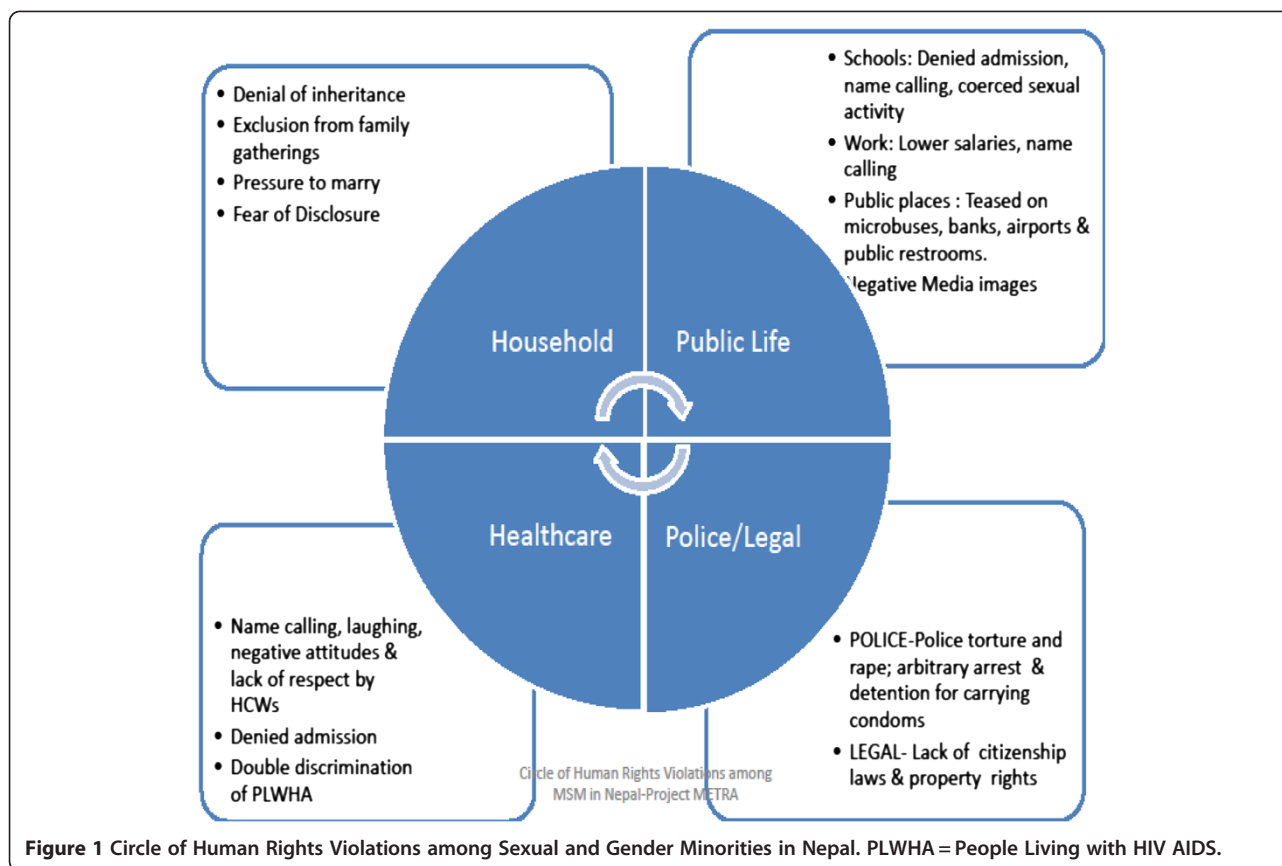 • Denial of inheritance
• Exclusion from family
gatherings
• Pressure to marry
• Fear of Disclosure
• Schools: Denied admission,
name calling, coerced sexual
activity
• Work: Lower salaries, name
calling
• Public places : Teased on
microbuses, banks, airports &
public restrooms.
Negative Media images
Household
Public Life
Healthcare
Police/Legal
• Name calling, laughing,
negative attitudes &
lack of respect by
HCWs
• Denied admission
• Double discrimination
of PLWHA
• POLICE-Police torture and
rape; arbitrary arrest &
detention for carrying
condoms
• LEGAL- Lack of citizenship
laws & property rights
Circle of Human Rights Violations among
MSM in Nepal-Project METRA
Figure 1 Circle of Human Rights Violations among Sexual and Gender Minorities in Nepal. PLWHA = People Living with HIV AIDS.